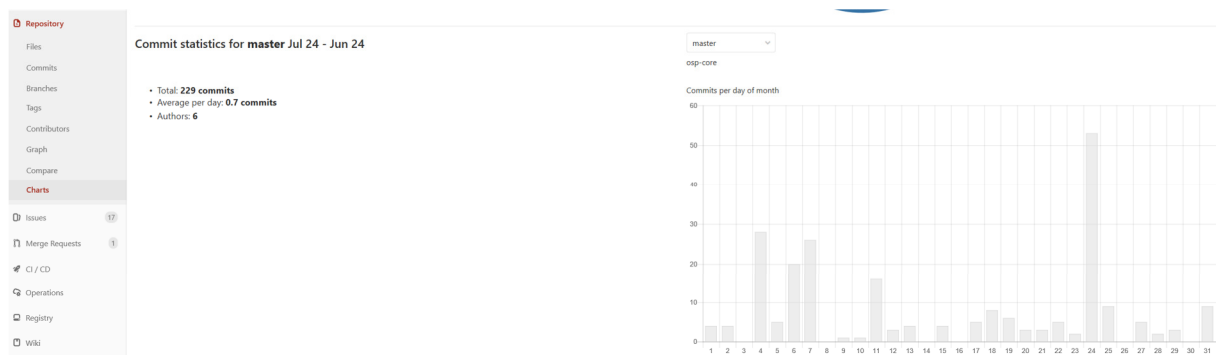 Repository
Files
Commits
Branches
Tags
Contributors
Graph
Compare
Charts
Issues 17
Merge Requests 1
CI / CD
Operations
Registry
Wiki
Commit statistics for master Jul 24 - Jun 24
• Total: 229 commits
• Average per day: 0.7 commits
• Authors: 6
master
osp-core
Commits per day of month
60
50
40
30
20
10
0
1 2 3 4 5 6 7 8 9 10 11 12 13 14 15 16 17 18 19 20 21 22 23 24 25 26 27 28 29 30 31